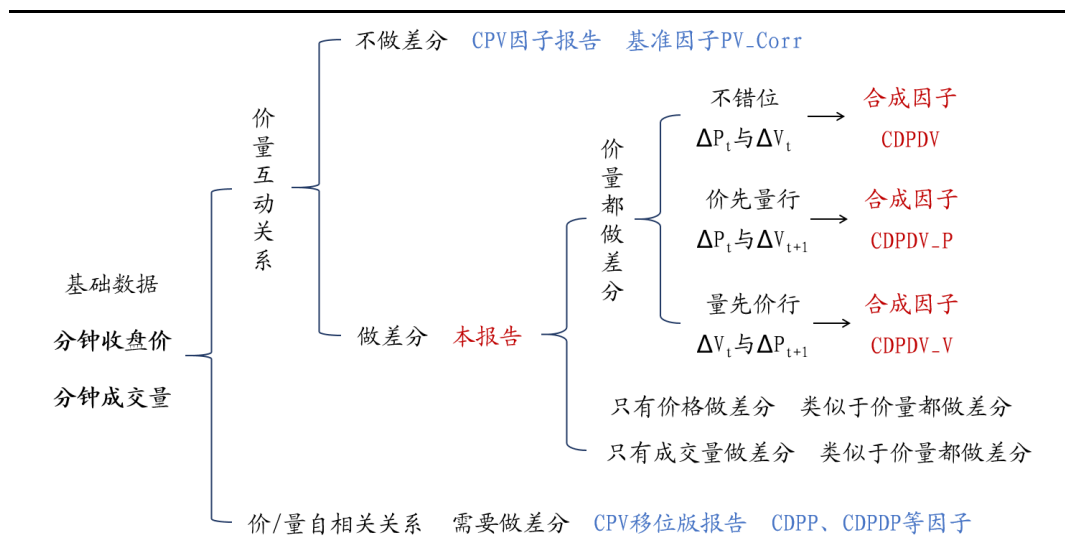 不做差分 CPV因子报告 基准因子PV_Corr
价量互动关系
不错位
ΔPt与ΔVt
合成因子
CDPDV
价量都做差分
价先量行
ΔPt与ΔVt+1
合成因子
CDPDV_P
基础数据
分钟收盘价
分钟成交量
做差分 本报告
量先价行
ΔVt与ΔPt+1
合成因子
CDPDV_V
只有价格做差分 类似于价量都做差分
只有成交量做差分 类似于价量都做差分
价/量自相关关系 需要做差分 CPV移位版报告 CDPP、CDPDP等因子